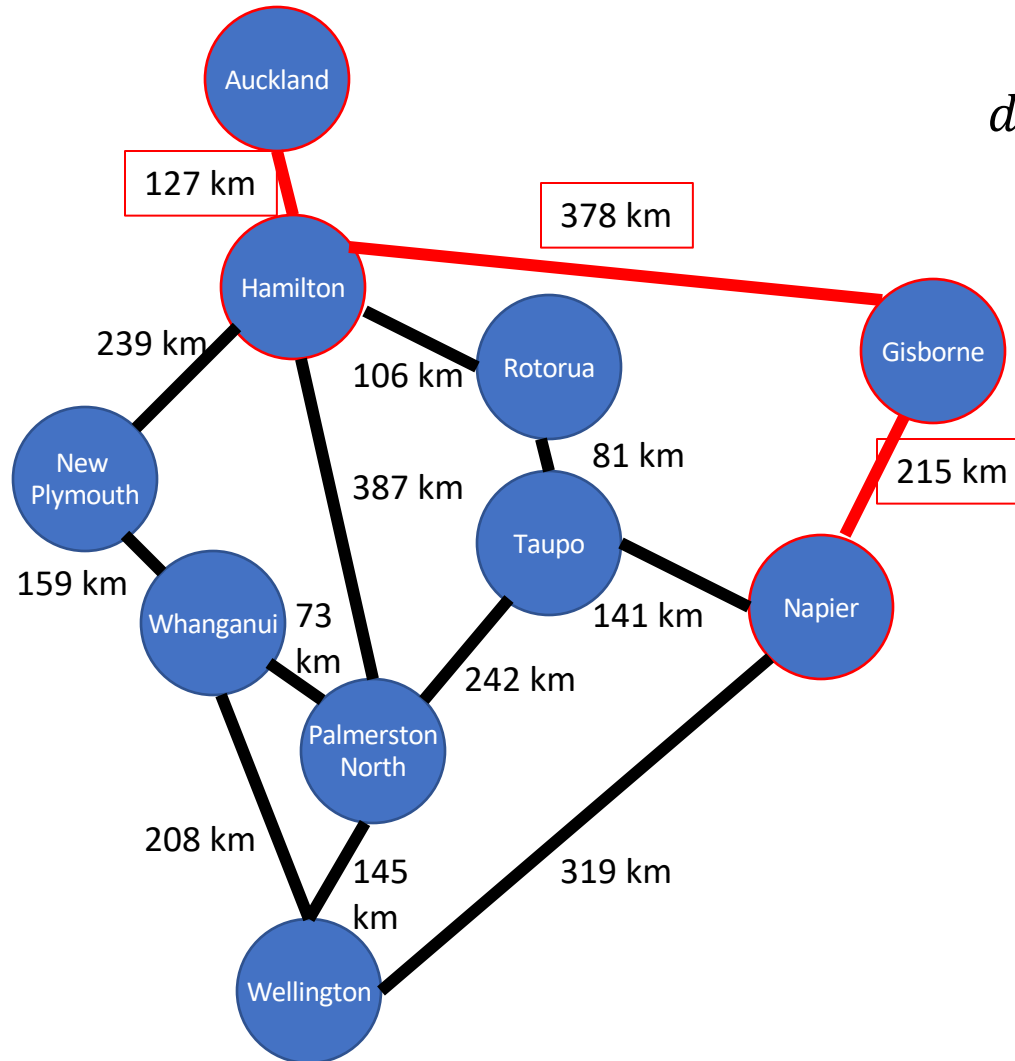 Auckland
d
127 km
378 km
Hamilton
239 km
106 km
Rotorua
Gisborne
81 km
New
Plymouth
387 km
215 km
Taupo
159 km
Whanganui
73
km
141 km
Napier
242 km
Palmerston
North
208 km
145
km
319 km
Wellington